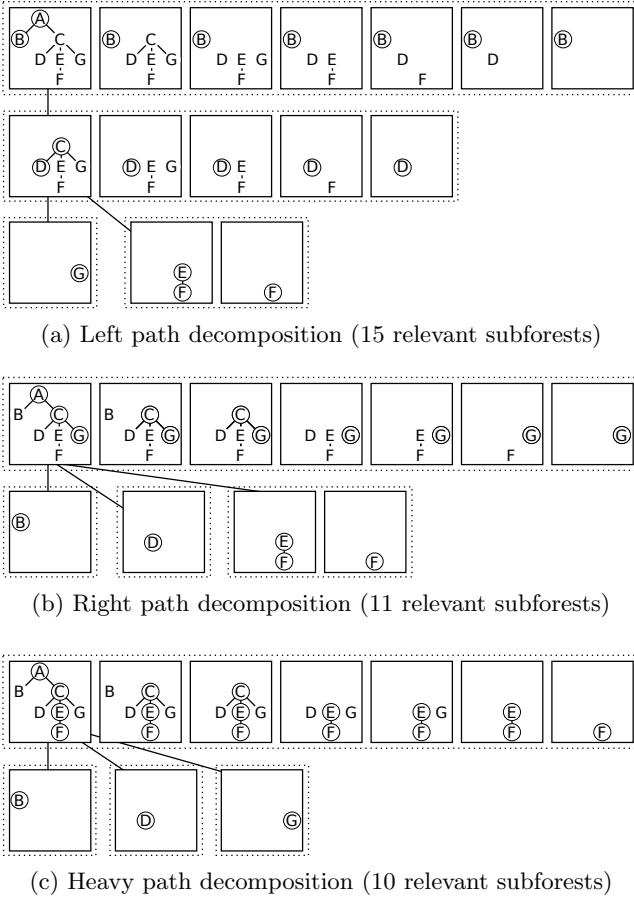 A
B C B C B B B B B
D E G D E G D E G D E D D
F F F F F
C
D E G D E G D E D D
F F F F
G E
F F
(a) Left path decomposition (15 relevant subforests)
A
B C B C C
D E G D E G D E G D E G E G G G
F F F F F F
B D E
F F
(b) Right path decomposition (11 relevant subforests)
A
B C B C C
D E G D E G D E G D E G E G E
F F F F F F F
B D G
(c) Heavy path decomposition (10 relevant subforests)